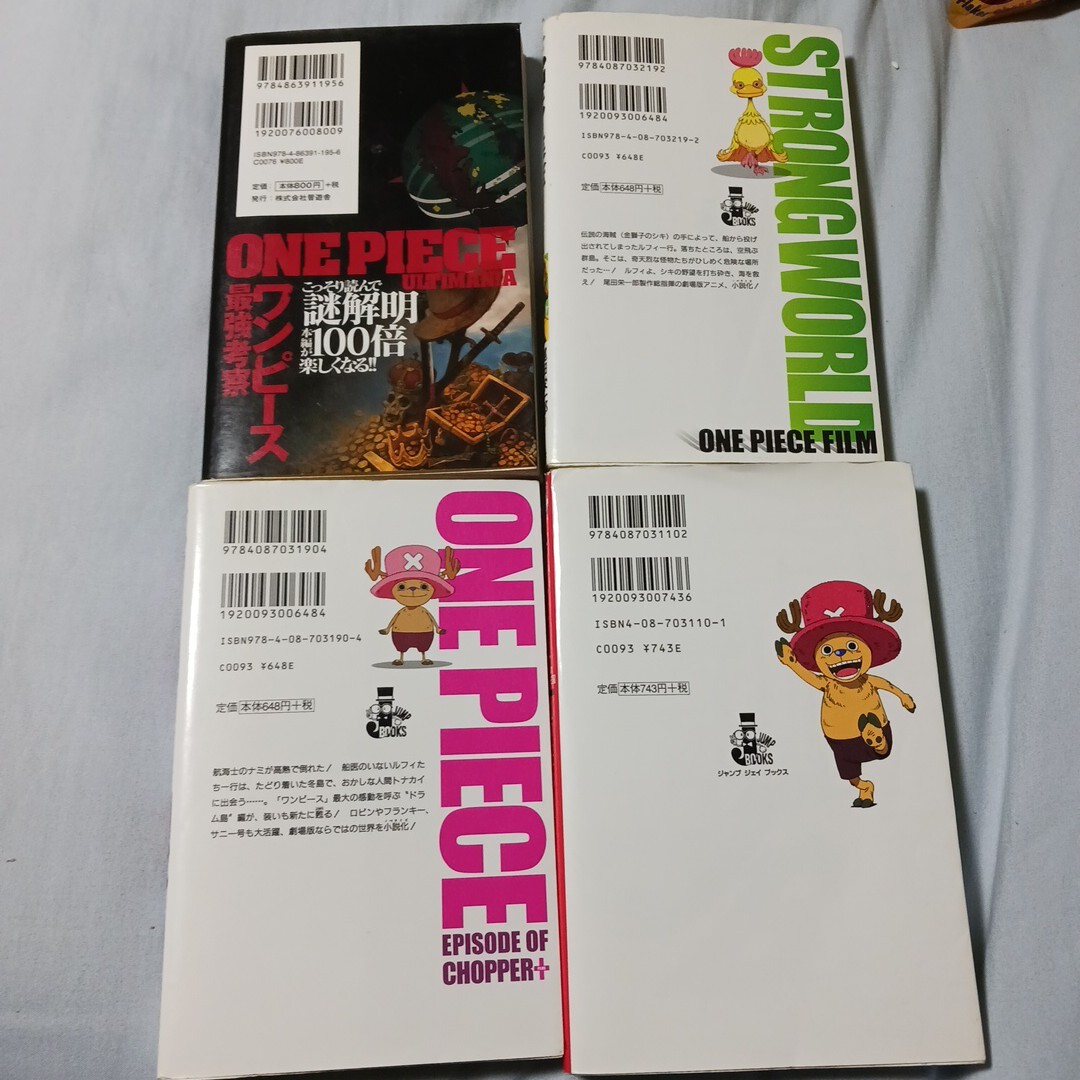 9784863911956
1920076008009
ISBN978-4-86391-195-6
C0076 ¥800E
定価： 本体800円 +税
発行：株式会社晋遊舎
ONE PIECE
ULTIMANIA
ワンピース
最強考察
こっそり読んで
謎解明
本編が
100倍
楽しくなる!!
9784087032192
1920093006484
ISBN978-4-08-703219-2
C0093 ¥648E
定価 本体648円+税
JUMP
J BOOKS
伝説の海賊〈金獅子のシキ〉の手によって、船から投げ
出されてしまったルフィ一行。落ちたところは、空飛ぶ
群島。そこは、奇天烈な怪物たちがひしめく危険な場所
だった…! ルフィよ、シキの野望を打ち砕き、海を救
え! 尾田栄一郎製作総指揮の劇場版アニメ、小説化!
STRONG WORLD
ONE PIECE FILM
9784087031904
1920093006484
ISBN978-4-08-703190-4
C0093 ¥648E
定価 本体648円+税
JUMP
J BOOKS
航海士のナミが高熱で倒れた! 船医のいないルフィた
ち一行は、たどり着いた冬島で、おかしな人間トナカイ
に出会う……。「ワンピース」最大の感動を呼ぶ〝ドラ
ム島〟編が、装いも新たに甦る! ロビンやフランキー、
サニー号も大活躍、劇場版ならではの世界を小説化!
ONE PIECE
EPISODE OF
CHOPPER+
9784087031102
1920093007436
ISBN4-08-703110-1
C0093 ¥743E
定価 本体743円+税
JUMP
J BOOKS
ジャンプ ジェイ ブックス